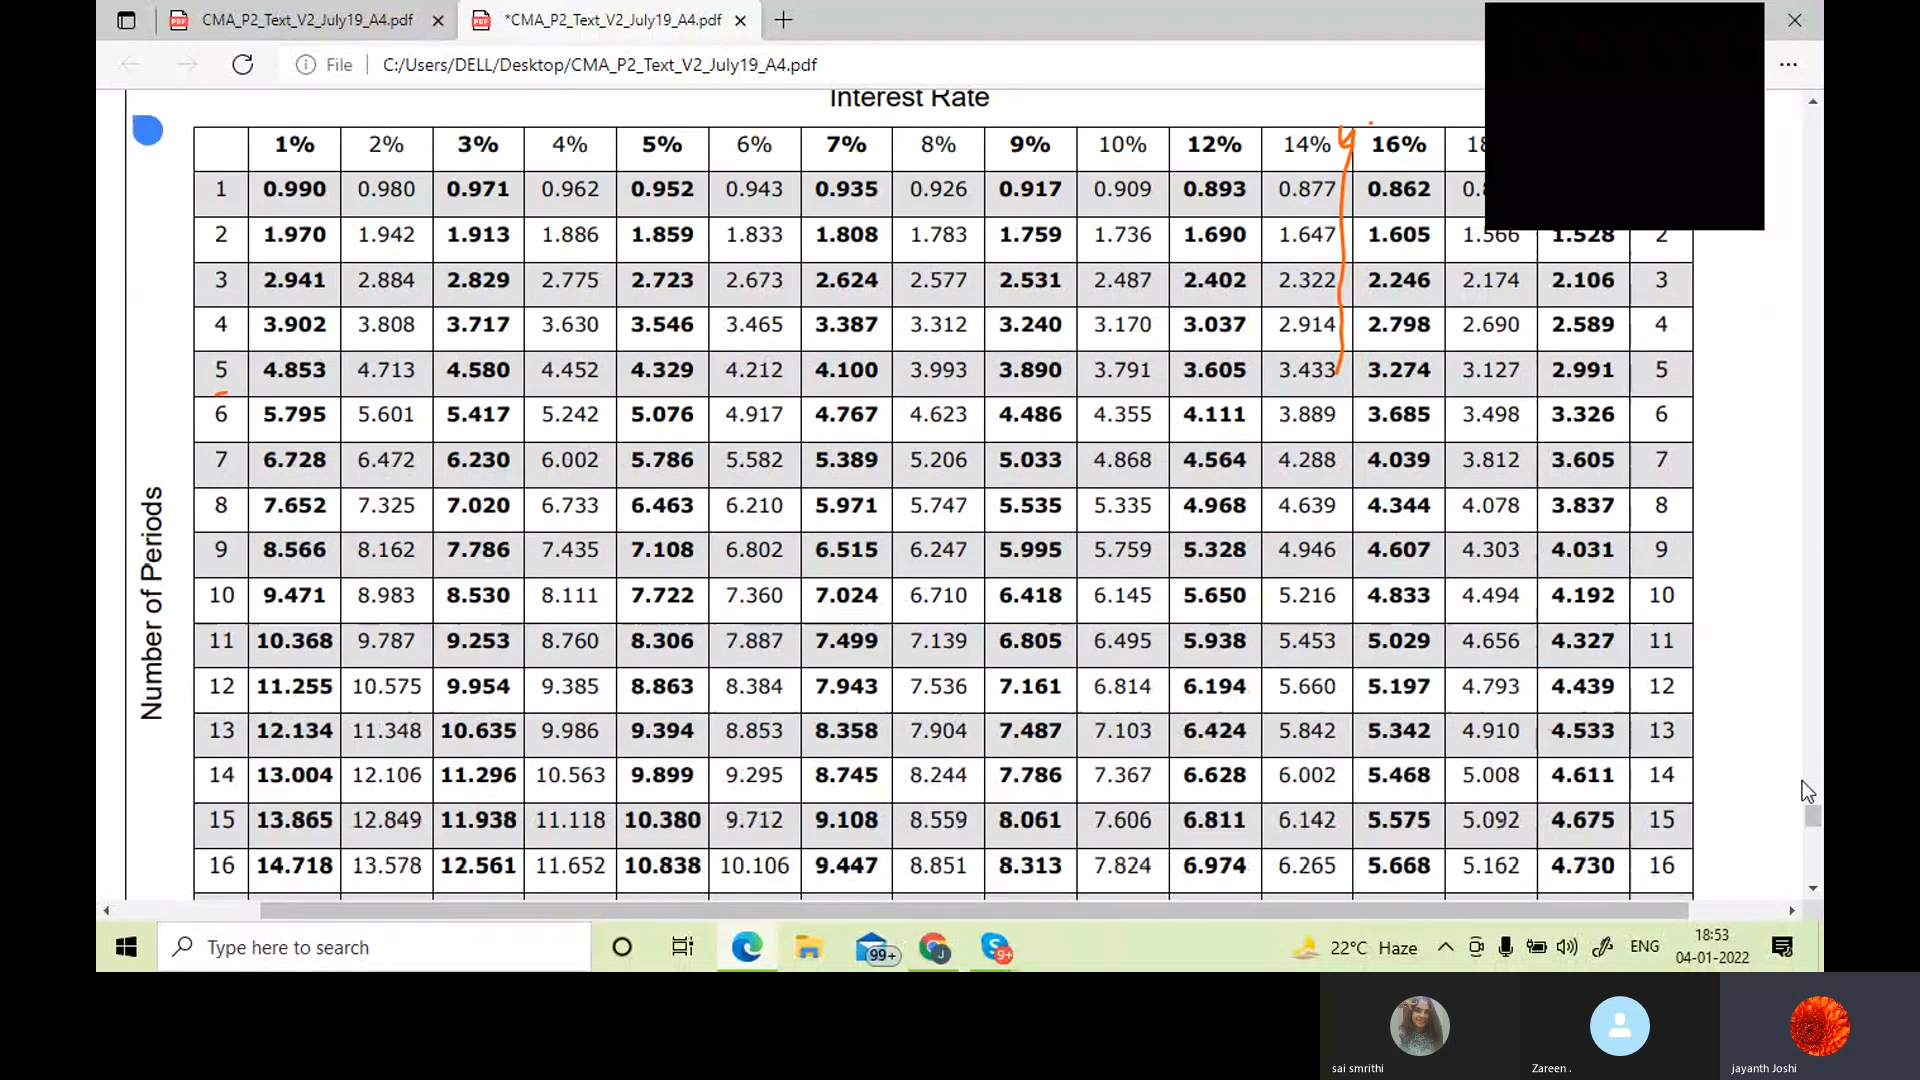 CMA_P2_Text_V2_July19_A4.pdf *CMA_P2_Text_V2_July19_A4.pdf
File C:/Users/DELL/Desktop/CMA_P2_Text_V2_July19_A4.pdf
Interest Rate
1% 2% 3% 4% 5% 6% 7% 8% 9% 10% 12% 14% 16%
1 0.990 0.980 0.971 0.962 0.952 0.943 0.935 0.926 0.917 0.909 0.893 0.877 0.862
2 1.970 1.942 1.913 1.886 1.859 1.833 1.808 1.783 1.759 1.736 1.690 1.647 1.605 1.566 1.528 2
3 2.941 2.884 2.829 2.775 2.723 2.673 2.624 2.577 2.531 2.487 2.402 2.322 2.246 2.174 2.106 3
4 3.902 3.808 3.717 3.630 3.546 3.465 3.387 3.312 3.240 3.170 3.037 2.914 2.798 2.690 2.589 4
5 4.853 4.713 4.580 4.452 4.329 4.212 4.100 3.993 3.890 3.791 3.605 3.433 3.274 3.127 2.991 5
6 5.795 5.601 5.417 5.242 5.076 4.917 4.767 4.623 4.486 4.355 4.111 3.889 3.685 3.498 3.326 6
7 6.728 6.472 6.230 6.002 5.786 5.582 5.389 5.206 5.033 4.868 4.564 4.288 4.039 3.812 3.605 7
8 7.652 7.325 7.020 6.733 6.463 6.210 5.971 5.747 5.535 5.335 4.968 4.639 4.344 4.078 3.837 8
9 8.566 8.162 7.786 7.435 7.108 6.802 6.515 6.247 5.995 5.759 5.328 4.946 4.607 4.303 4.031 9
10 9.471 8.983 8.530 8.111 7.722 7.360 7.024 6.710 6.418 6.145 5.650 5.216 4.833 4.494 4.192 10
11 10.368 9.787 9.253 8.760 8.306 7.887 7.499 7.139 6.805 6.495 5.938 5.453 5.029 4.656 4.327 11
12 11.255 10.575 9.954 9.385 8.863 8.384 7.943 7.536 7.161 6.814 6.194 5.660 5.197 4.793 4.439 12
13 12.134 11.348 10.635 9.986 9.394 8.853 8.358 7.904 7.487 7.103 6.424 5.842 5.342 4.910 4.533 13
14 13.004 12.106 11.296 10.563 9.899 9.295 8.745 8.244 7.786 7.367 6.628 6.002 5.468 5.008 4.611 14
15 13.865 12.849 11.938 11.118 10.380 9.712 9.108 8.559 8.061 7.606 6.811 6.142 5.575 5.092 4.675 15
16 14.718 13.578 12.561 11.652 10.838 10.106 9.447 8.851 8.313 7.824 6.974 6.265 5.668 5.162 4.730 16
Number of Periods
Type here to search 99+ J 9+ 22°C Haze ENG 18:53
04-01-2022
sai smrithi Zareen . jayanth Joshi